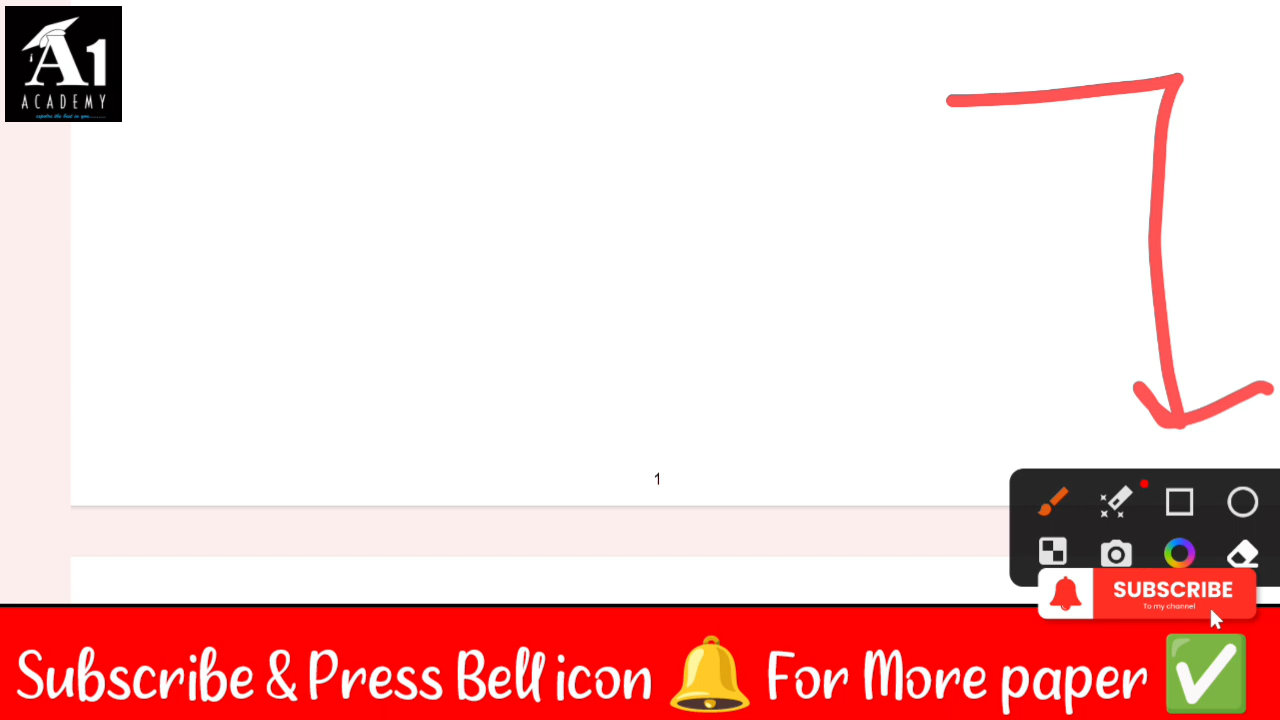 A1
ACADEMY
1
SUBSCRIBE
To my channel
Subscribe & Press Bell icon 🔔 For More paper ✅